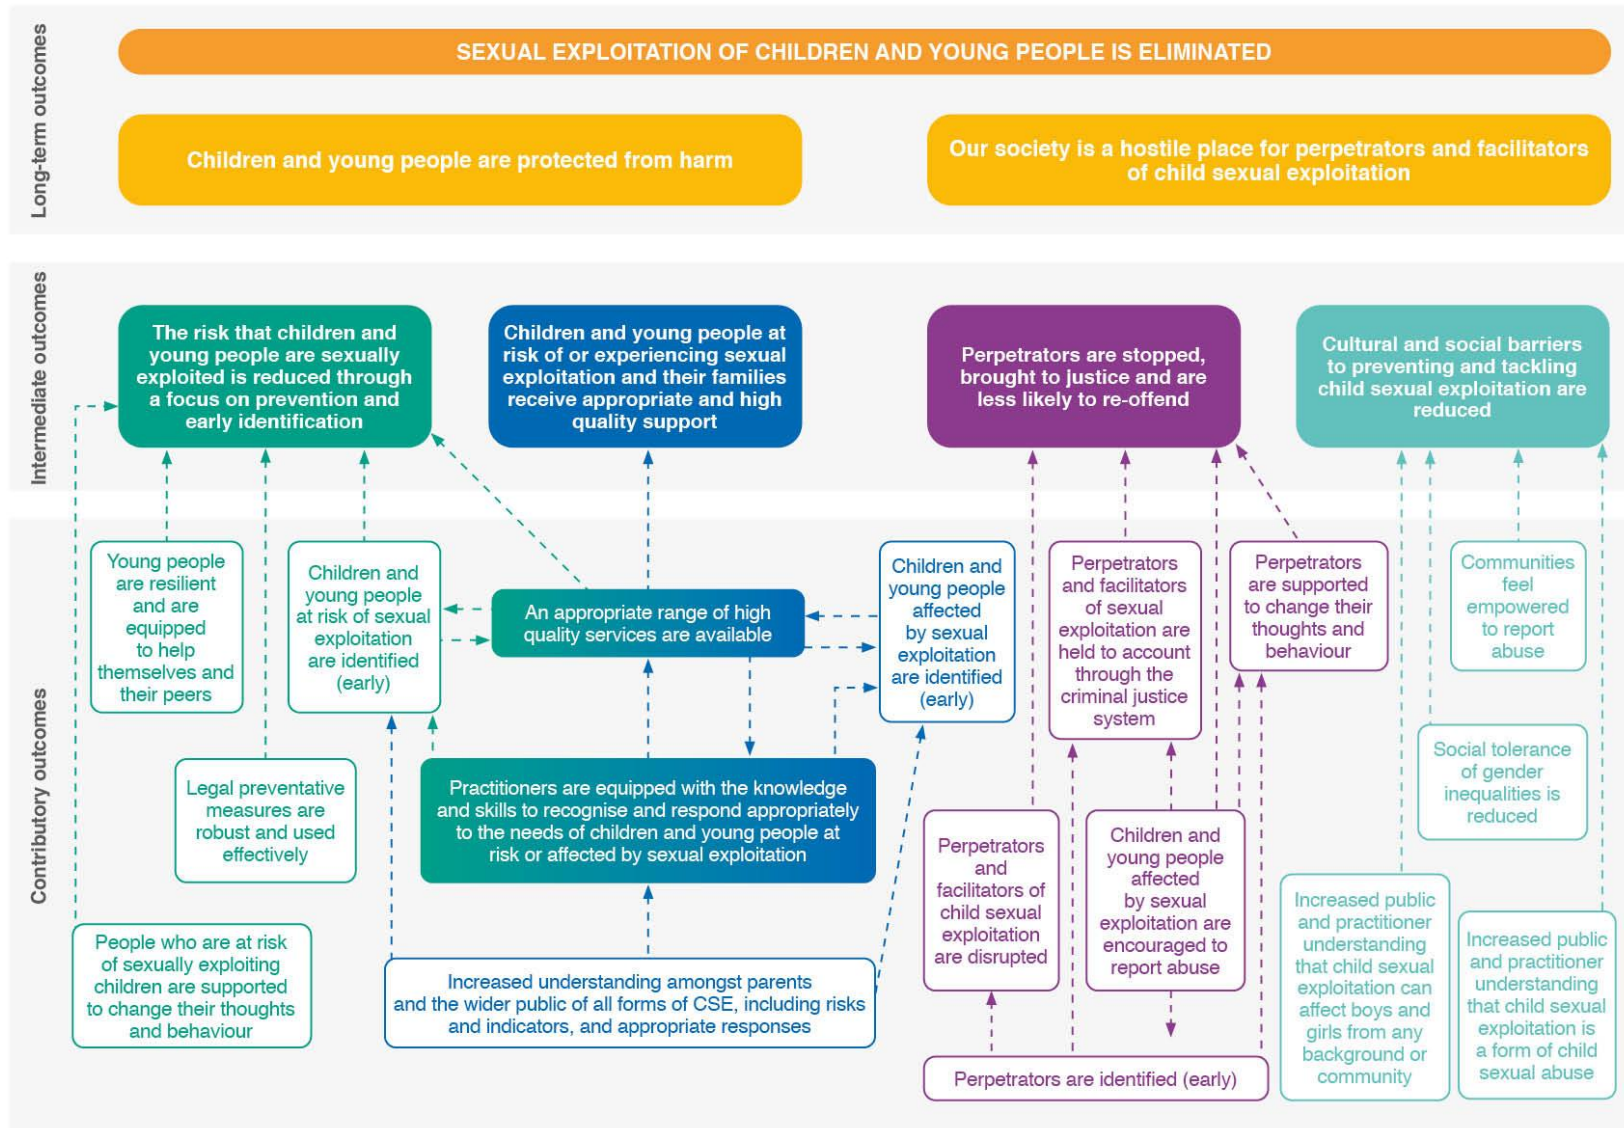 Long-term outcomes
SEXUAL EXPLOITATION OF CHILDREN AND YOUNG PEOPLE IS ELIMINATED
Children and young people are protected from harm
Our society is a hostile place for perpetrators and facilitators
of child sexual exploitation
Intermediate outcomes
The risk that children and
young people are sexually
exploited is reduced through
a focus on prevention and
early identification
Children and young people at
risk of or experiencing sexual
exploitation and their families
receive appropriate and high
quality support
Perpetrators are stopped,
brought to justice and are
less likely to re-offend
Cultural and social barriers
to preventing and tackling
child sexual exploitation are
reduced
Contributory outcomes
Young people
are resilient
and are
equipped
to help
themselves and
their peers
Children and
young people
at risk of sexual
exploitation
are identified
(early)
An appropriate range of high
quality services are available
Children and
young people
affected
by sexual
exploitation
are identified
(early)
Perpetrators
and facilitators
of sexual
exploitation are
held to account
through the
criminal justice
system
Perpetrators
are supported
to change their
thoughts and
behaviour
Communities
feel
empowered
to report
abuse
Legal preventative
measures are
robust and used
effectively
Practitioners are equipped with the knowledge
and skills to recognise and respond appropriately
to the needs of children and young people at
risk or affected by sexual exploitation
Social tolerance
of gender
inequalities is
reduced
Perpetrators
and
facilitators of
child sexual
exploitation
are disrupted
Children and
young people
affected
by sexual
exploitation are
encouraged to
report abuse
Increased public
and practitioner
understanding
that child sexual
exploitation can
affect boys and
girls from any
background or
community
Increased public
and practitioner
understanding
that child sexual
exploitation is
a form of child
sexual abuse
People who are at risk
of sexually exploiting
children are supported
to change their thoughts
and behaviour
Increased understanding amongst parents
and the wider public of all forms of CSE, including risks
and indicators, and appropriate responses
Perpetrators are identified (early)